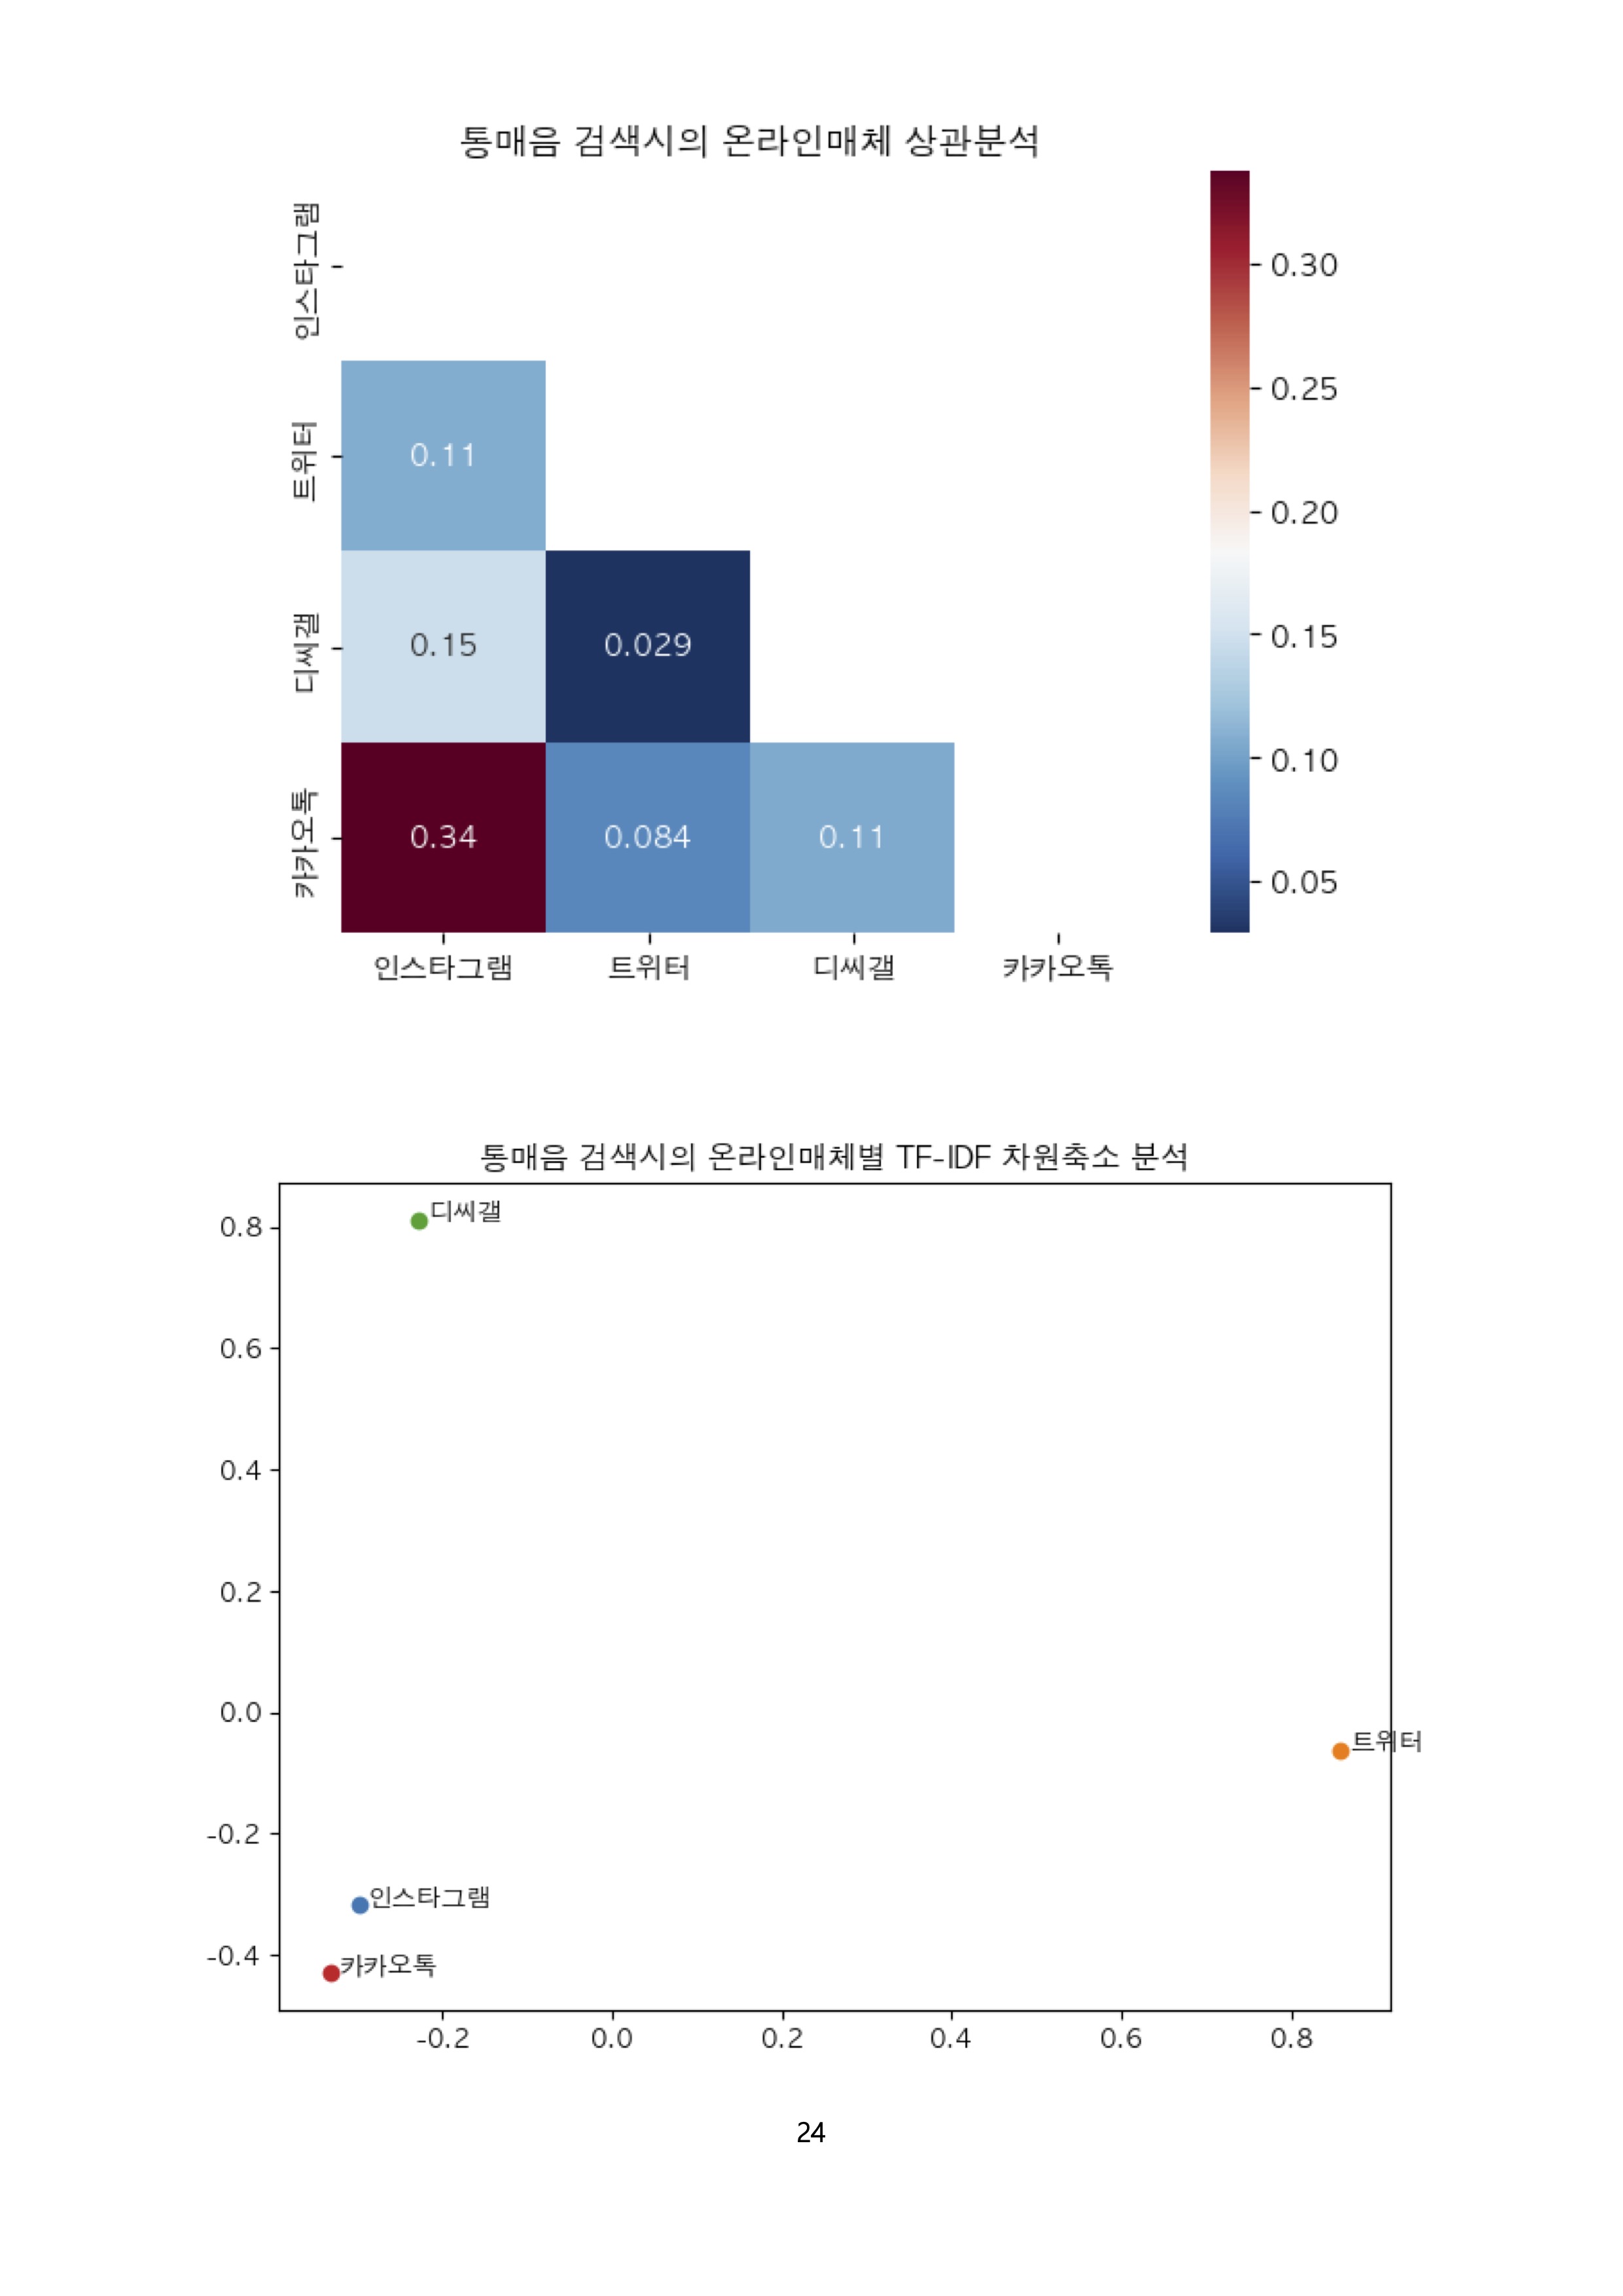 통매음 검색시의 온라인매체 상관분석
인스타그램
트위터
디씨갤
카카오톡
0.11
0.15 0.029
0.34 0.084 0.11
인스타그램 트위터 디씨갤 카카오톡
0.30
0.25
0.20
0.15
0.10
0.05
통매음 검색시의 온라인매체별 TF-IDF 차원축소 분석
0.8
0.6
0.4
0.2
0.0
-0.2
-0.4
디씨갤
트위터
인스타그램
카카오톡
-0.2 0.0 0.2 0.4 0.6 0.8
24